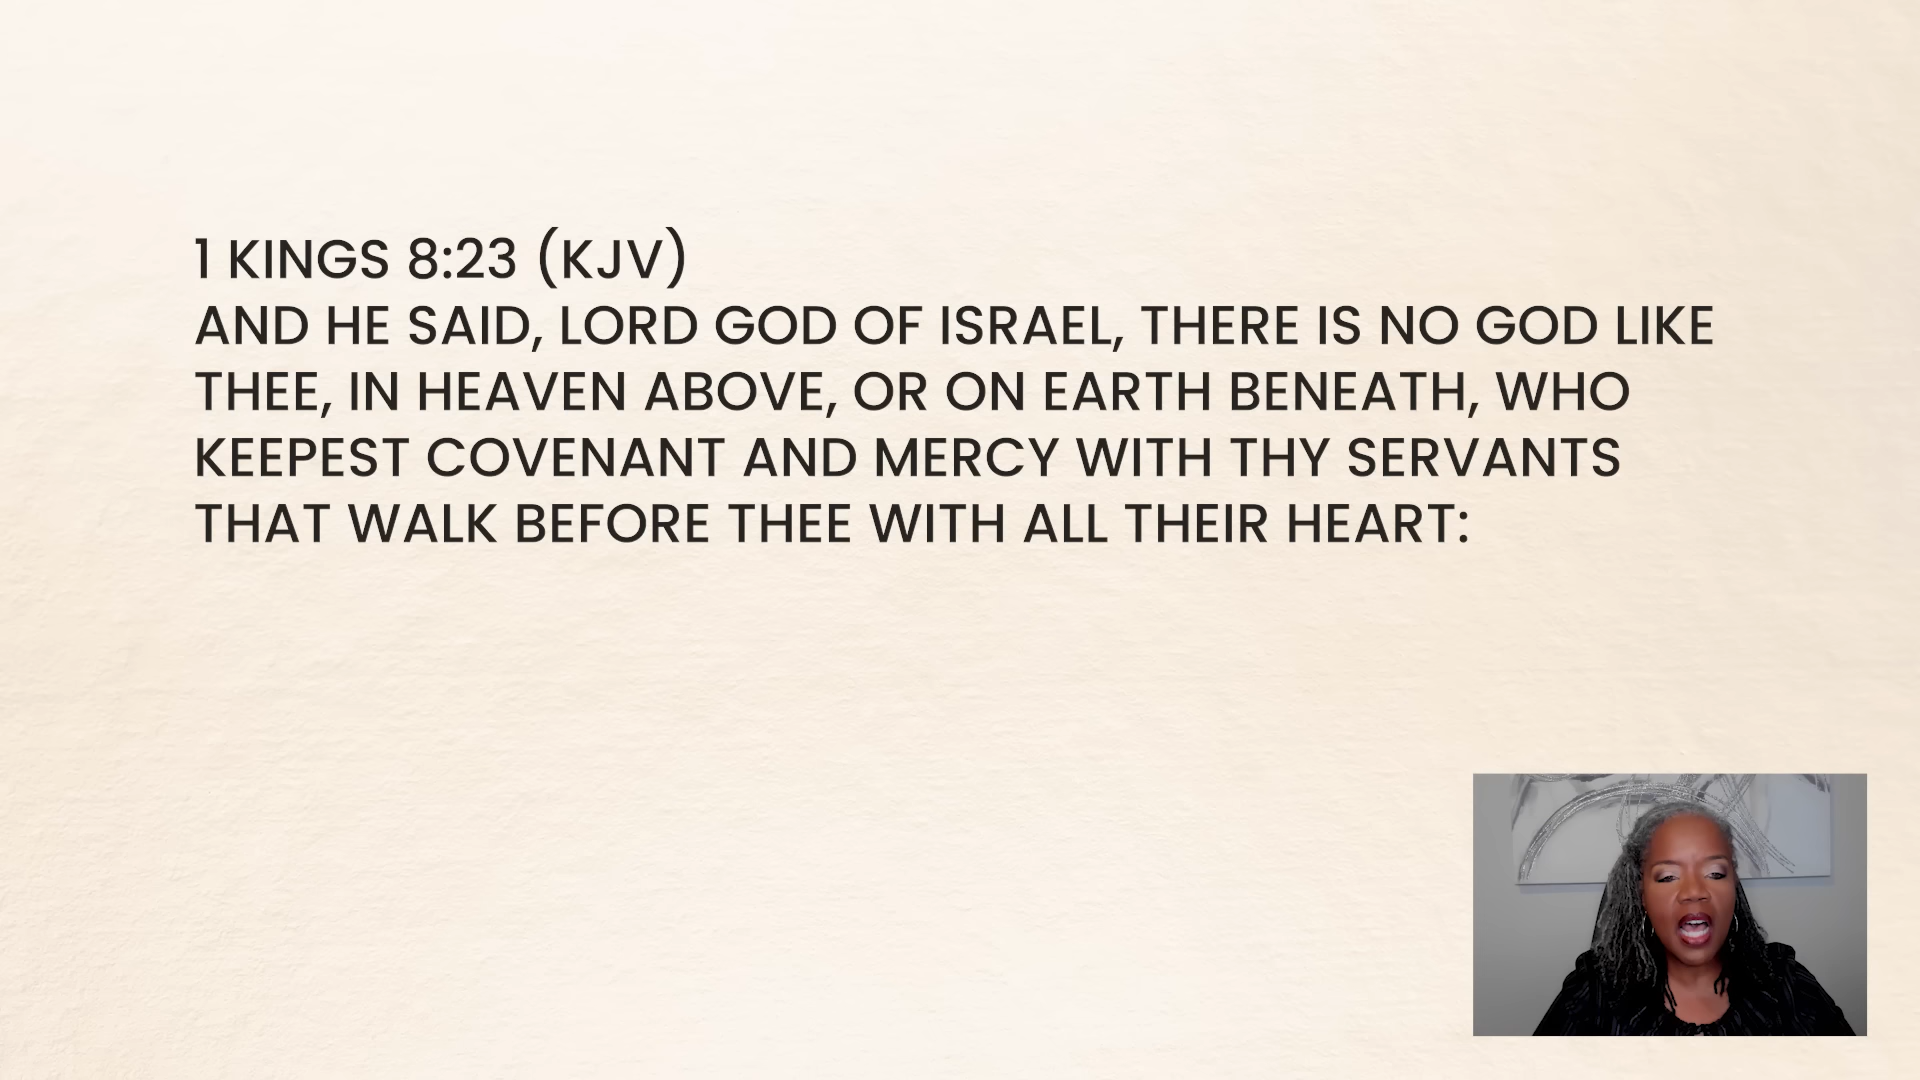 1 KINGS 8:23 (KJV)
AND HE SAID, LORD GOD OF ISRAEL, THERE IS NO GOD LIKE
THEE, IN HEAVEN ABOVE, OR ON EARTH BENEATH, WHO
KEEPEST COVENANT AND MERCY WITH THY SERVANTS
THAT WALK BEFORE THEE WITH ALL THEIR HEART: